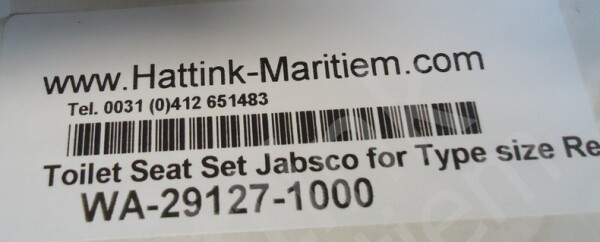 www.Hattink-Maritiem.com
Tel. 0031 (0)412 651483
Toilet Seat Set Jabsco for Type size Re
WA-29127-1000